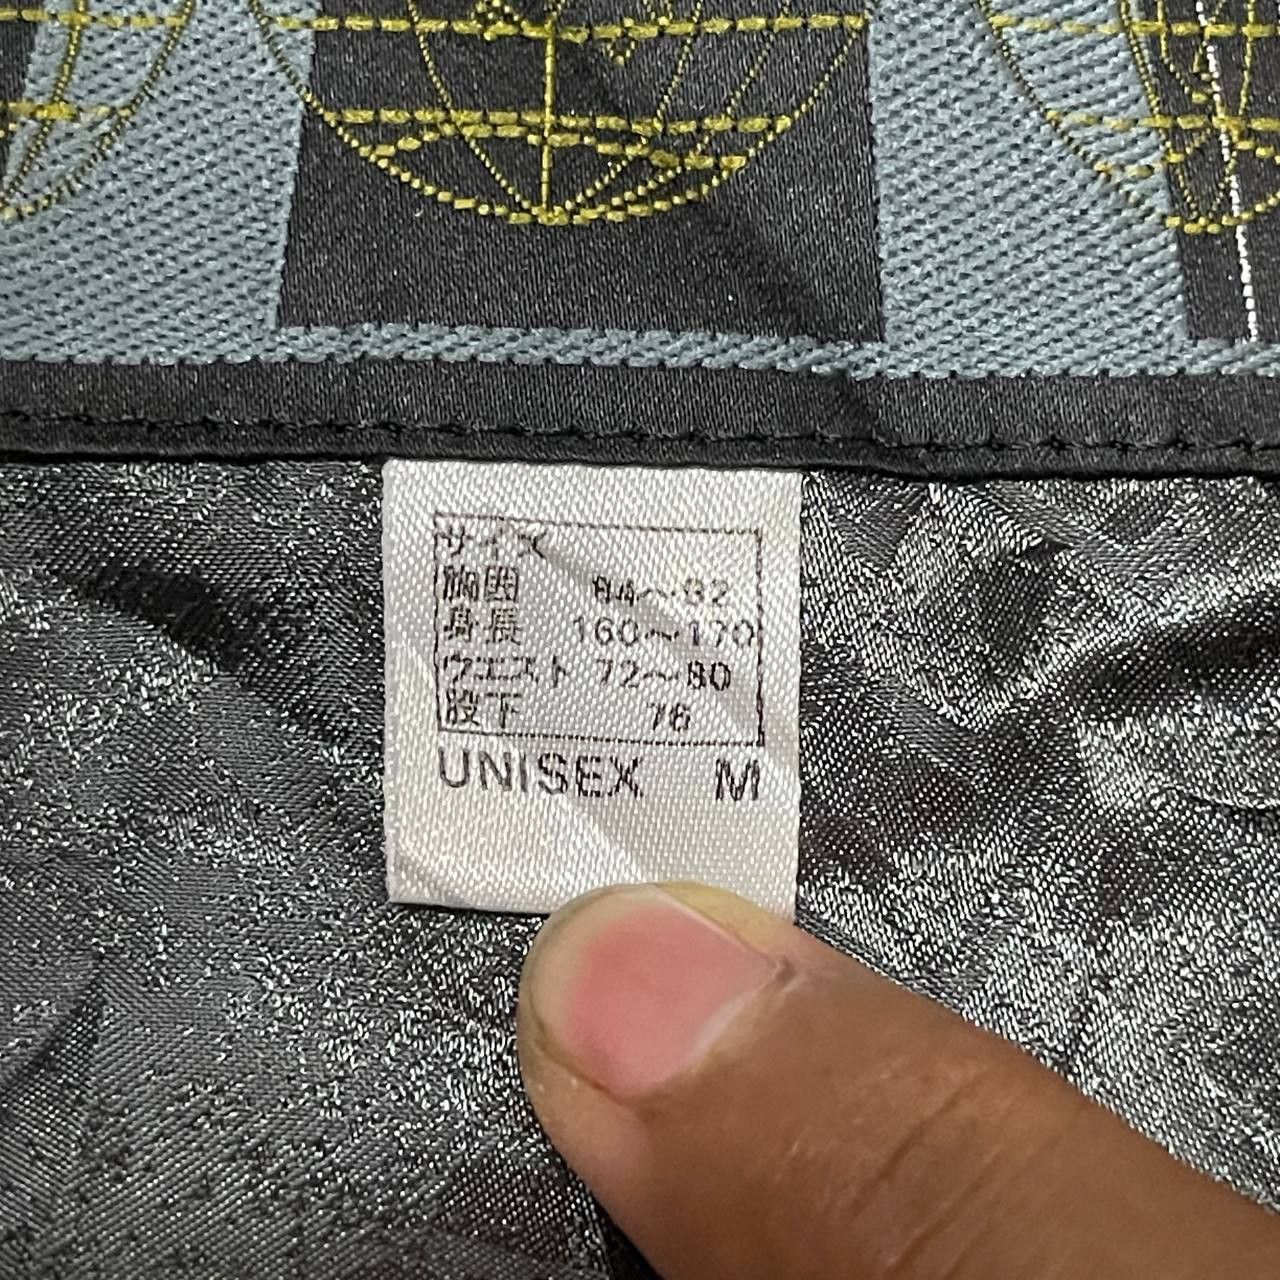 サイズ
胸囲 84～92
身長 160～170
ウエスト 72～80
股下 76
UNISEX M